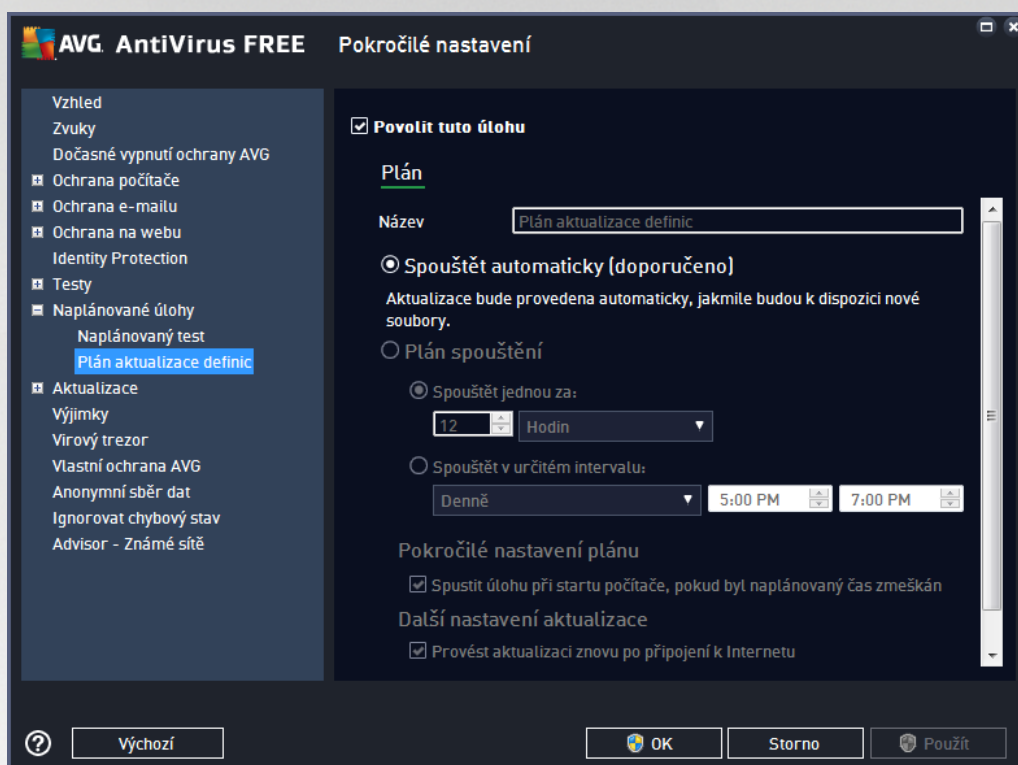 AVG. AntiVirus FREE
Pokročilé nastavení
Vzhled
Zvuky
Dočasné vypnutí ochrany AVG
Ochrana počítače
Ochrana e-mailu
Ochrana na webu
Identity Protection
Testy
Naplánované úlohy
Naplánovaný test
Plán aktualizace definic
Aktualizace
Výjimky
Virový trezor
Vlastní ochrana AVG
Anonymní sběr dat
Ignorovat chybový stav
Advisor - Známé sítě
Povolit tuto úlohu
Plán
Název
Plán aktualizace definic
Spouštět automaticky (doporučeno)
Aktualizace bude provedena automaticky, jakmile budou k dispozici nové
soubory.
Plán spouštění
Spouštět jednou za:
12 Hodin
Spouštět v určitém intervalu:
Denně 5:00 PM 7:00 PM
Pokročilé nastavení plánu
Spustit úlohu při startu počítače, pokud byl naplánovaný čas zmeškán
Další nastavení aktualizace
Provést aktualizaci znovu po připojení k Internetu
Výchozí
OK
Storno
Použít